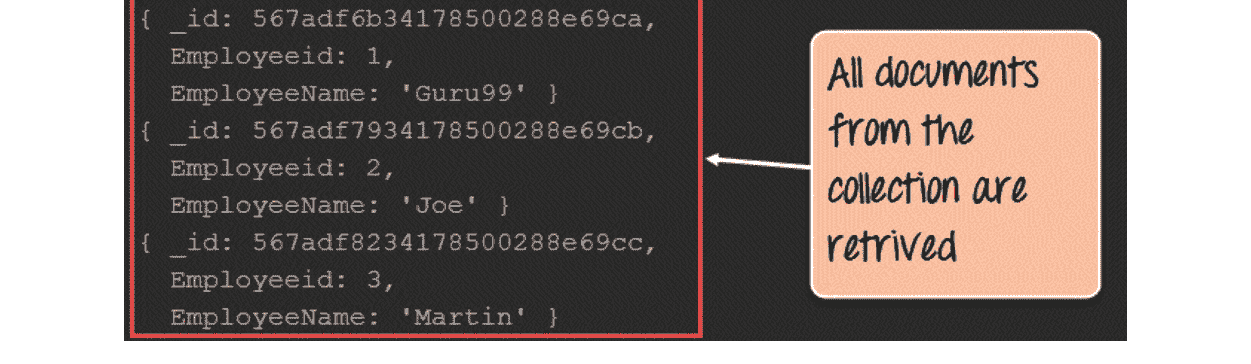 { _id: 567adf6b34178500288e69ca,
Employeeid: 1,
EmployeeName: 'Guru99' }
{ _id: 567adf7934178500288e69cb,
Employeeid: 2,
EmployeeName: 'Joe' }
{ _id: 567adf8234178500288e69cc,
Employeeid: 3,
EmployeeName: 'Martin' }
All documents
from the
collection are
retrived